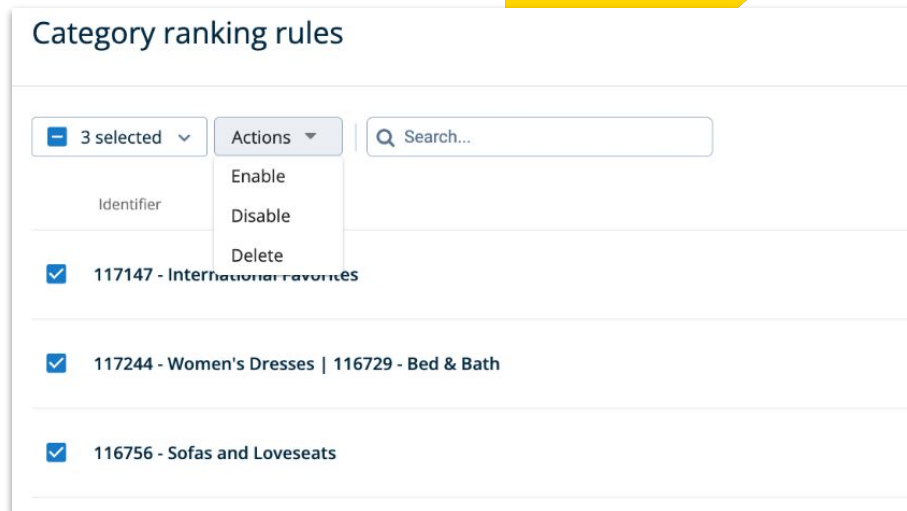 Category ranking rules
3 selected Actions Search...
Enable
Identifier
Disable
Delete
117147 - International Favorites
117244 - Women's Dresses | 116729 - Bed & Bath
116756 - Sofas and Loveseats